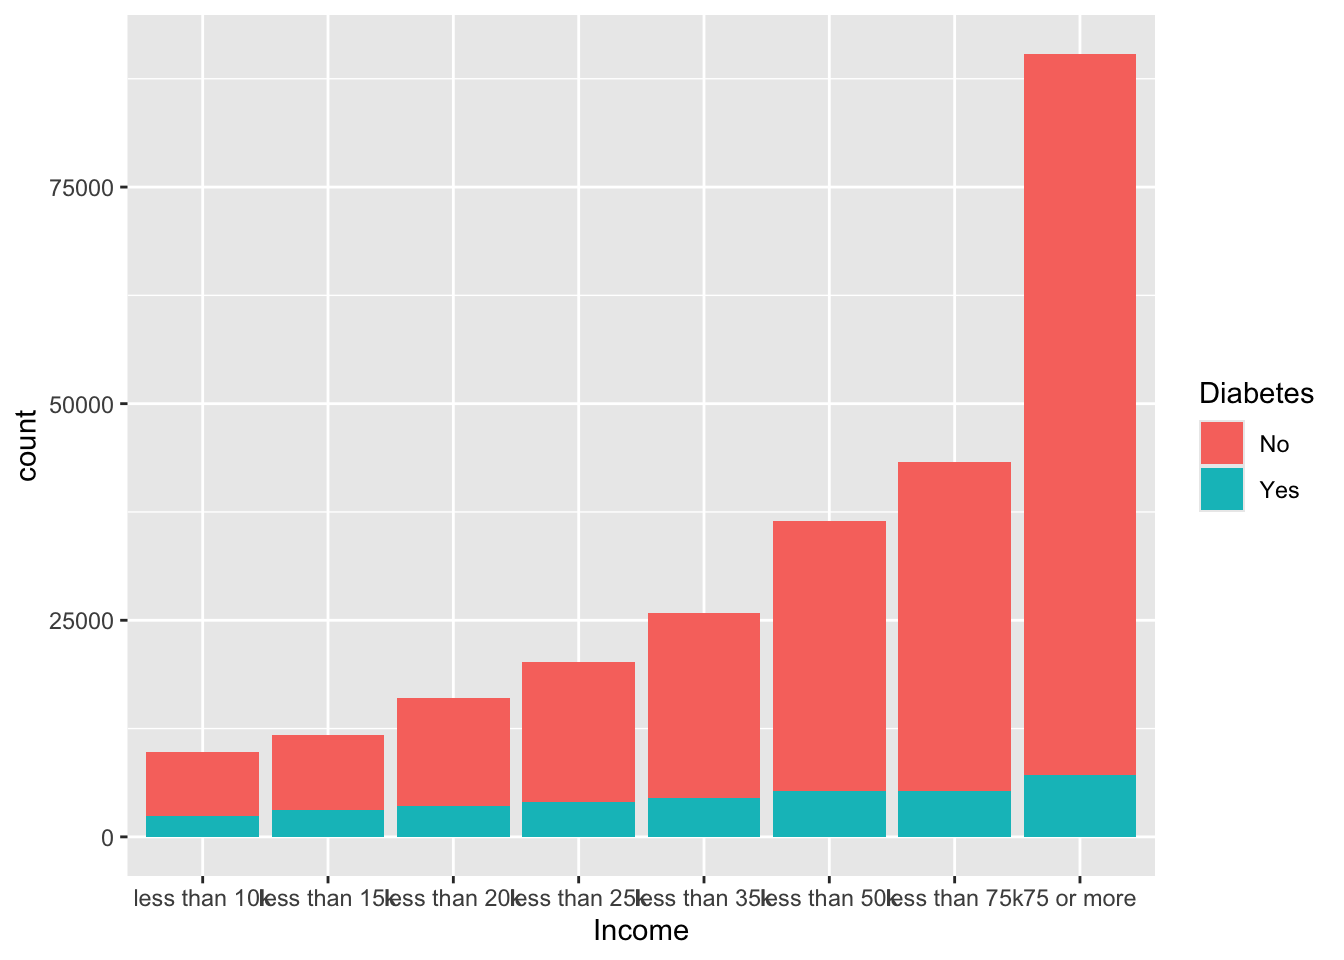 75000
50000
25000
0
count
less than 10k less than 15k less than 20k less than 25k less than 35k less than 50k less than 75k 75 or more
Income
Diabetes
No
Yes